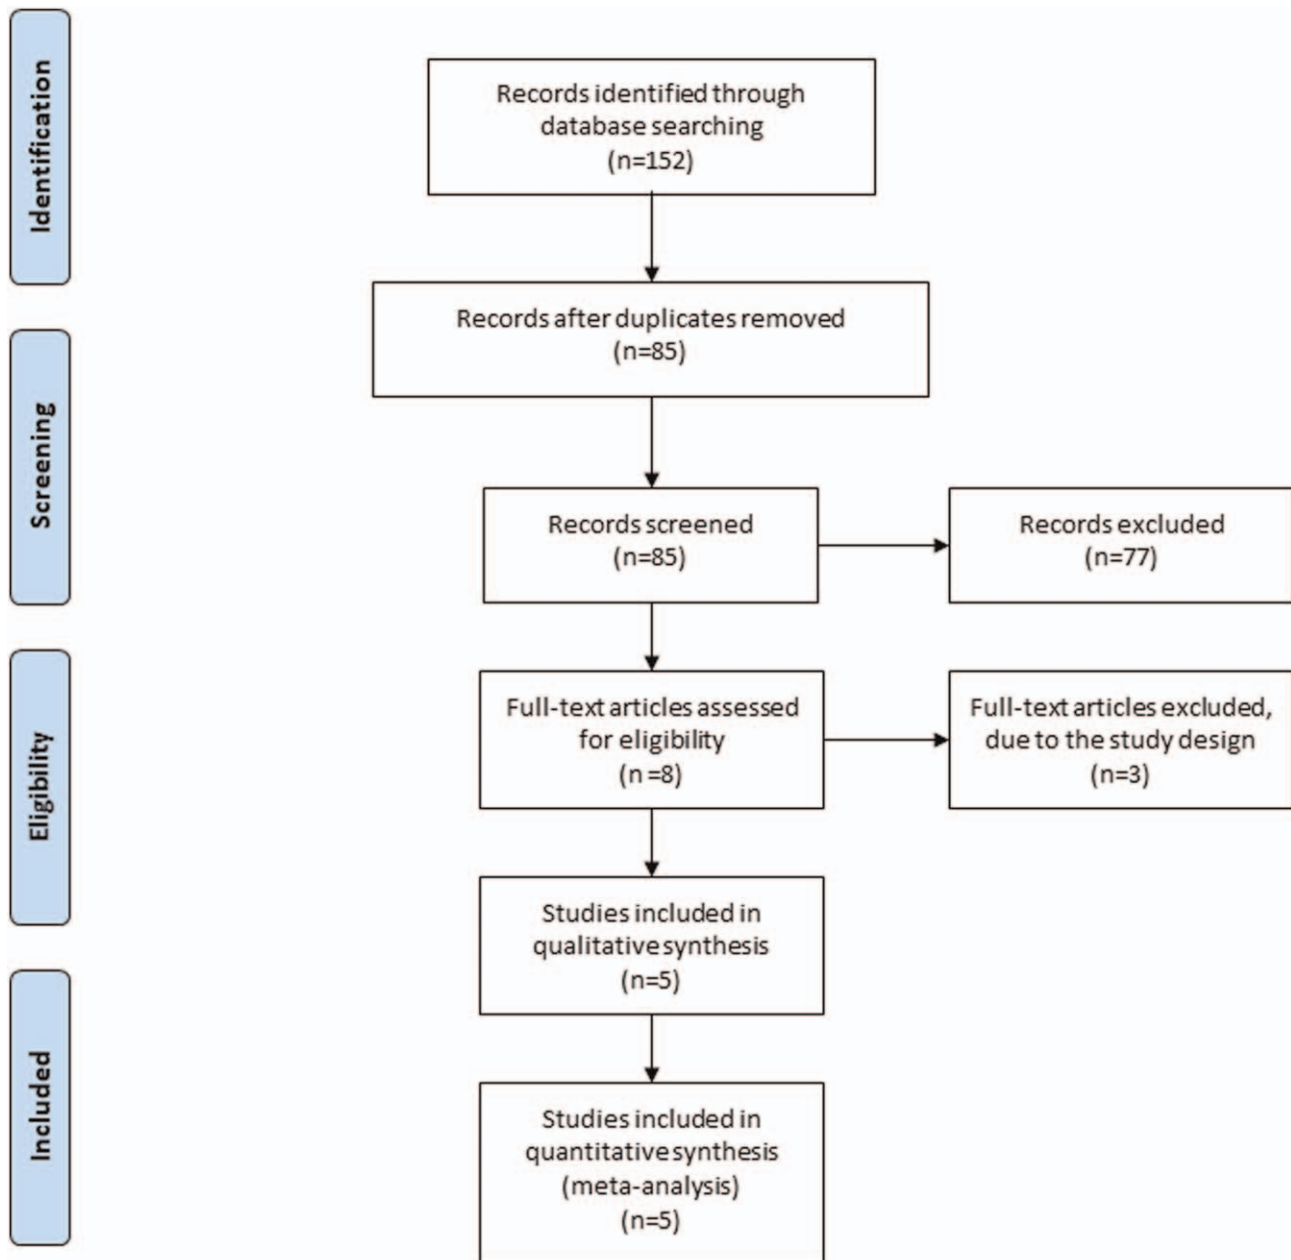 Identification
Records identified through
database searching
(n=152)
Records after duplicates removed
(n=85)
Screening
Records screened
(n=85)
Records excluded
(n=77)
Eligibility
Full-text articles assessed
for eligibility
(n =8)
Full-text articles excluded,
due to the study design
(n=3)
Studies included in
qualitative synthesis
(n=5)
Included
Studies included in
quantitative synthesis
(meta-analysis)
(n=5)